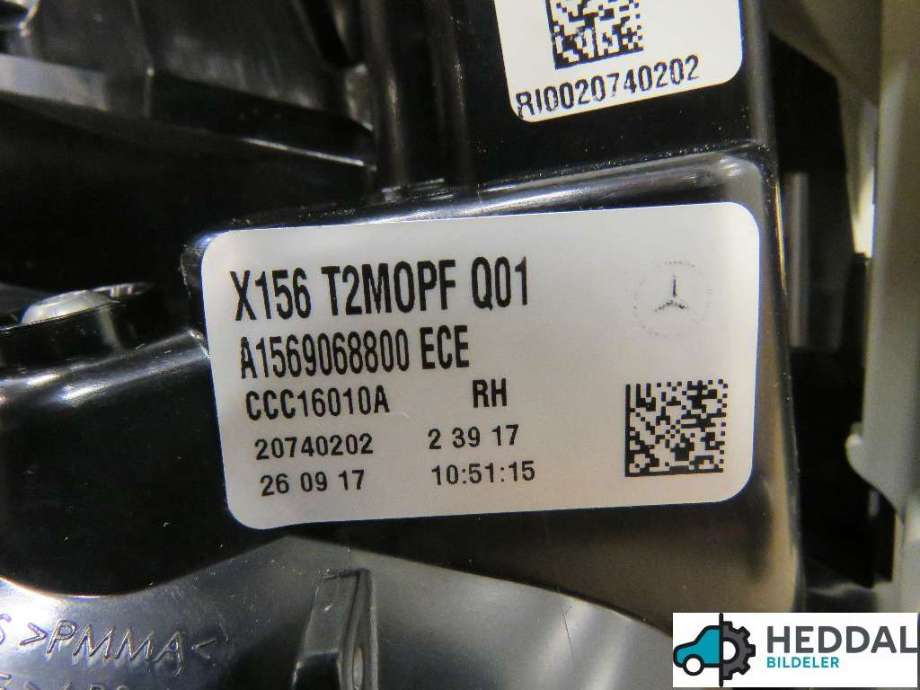 RI0020740202
X156 T2MOPF Q01
A1569068800 ECE
CCC16010A RH
20740202 2 39 17
26 09 17 10:51:15
>PMMA<
HEDDAL
BILDELER